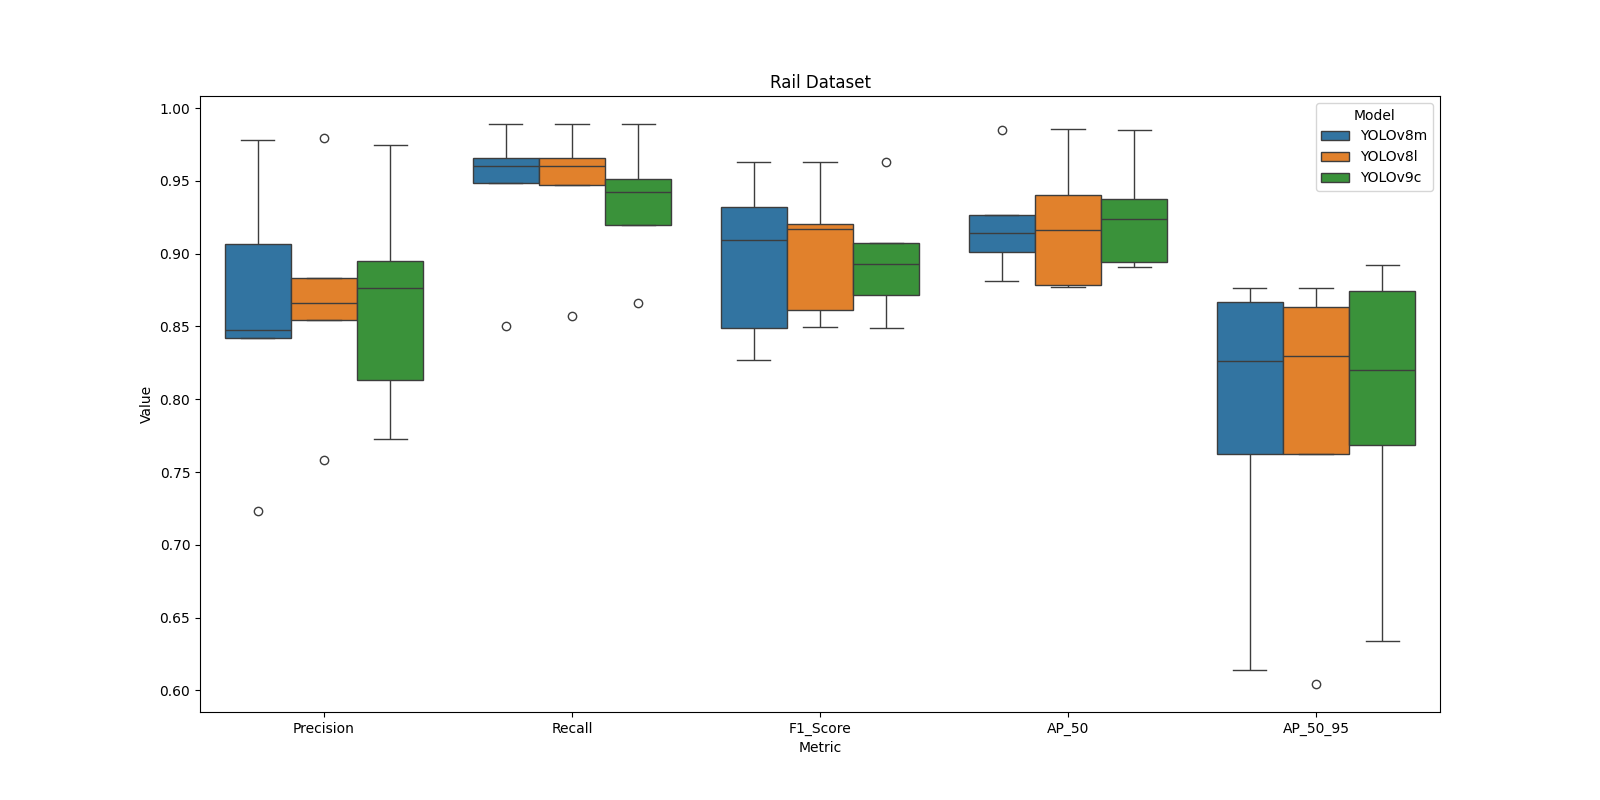 Rail Dataset
Model
YOLOv8m
YOLOv8l
YOLOv9c
Value
1.00
0.95
0.90
0.85
0.80
0.75
0.70
0.65
0.60
Precision
Recall
F1_Score
AP_50
AP_50_95
Metric